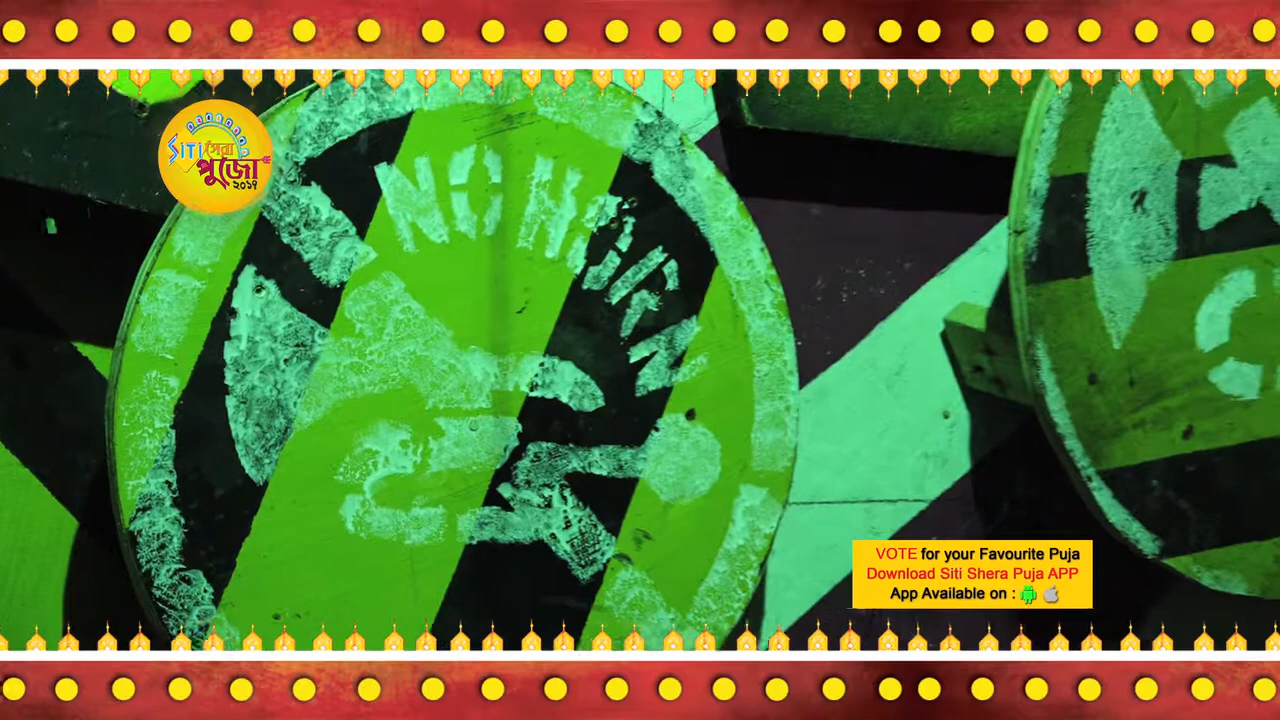 SITI সেরা
পুজো
২০১৭
NO HORN
VOTE for your Favourite Puja
Download Siti Shera Puja APP
App Available on :